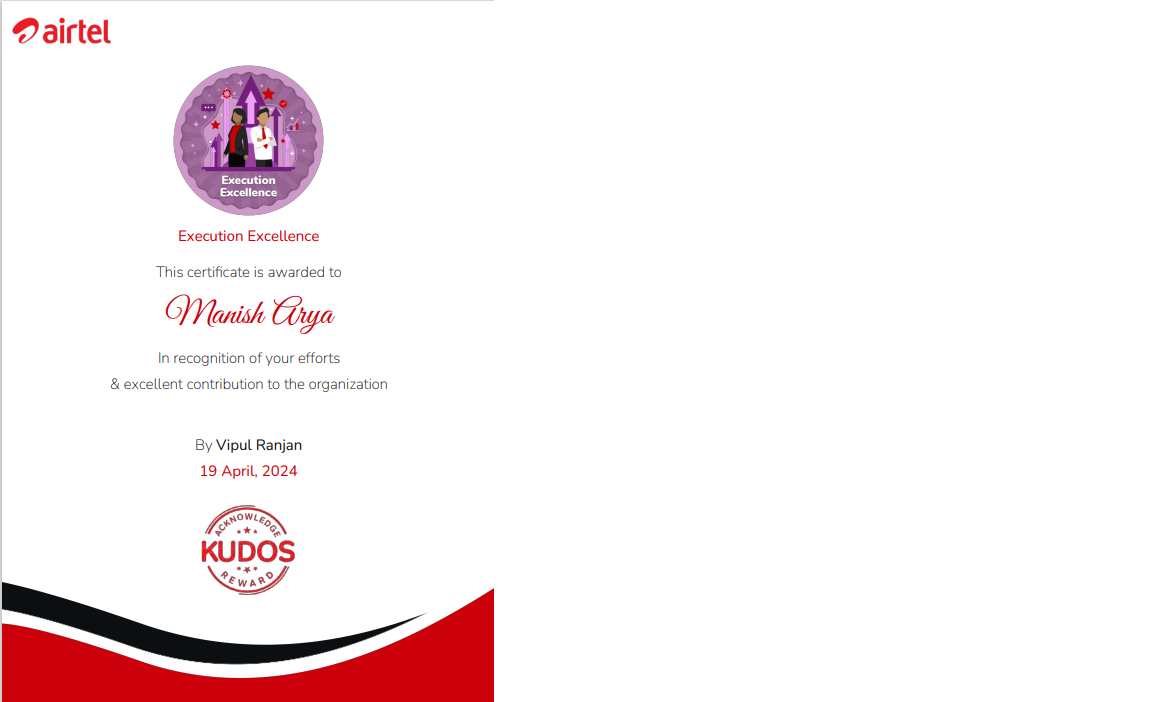 airtel
Execution
Excellence
Execution Excellence
This certificate is awarded to
Manish Arya
In recognition of your efforts
& excellent contribution to the organization
By Vipul Ranjan
19 April, 2024
ACKNOWLEDGE
KUDOS
REWARD